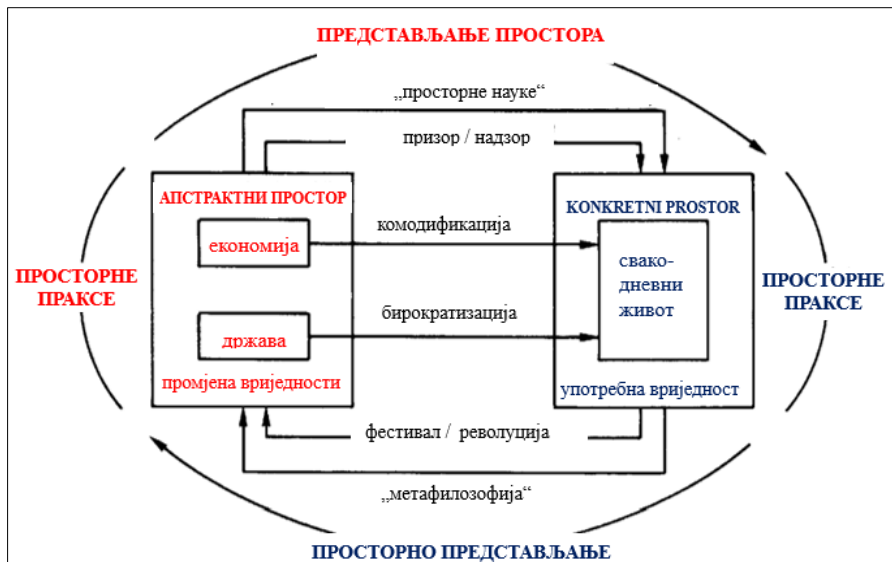 ПРЕДСТАВЉАЊЕ ПРОСТОРА
„просторне науке“
призор / надзор
АПСТРАКТНИ ПРОСТОР
KONKRETNI PROSTOR
економија
комодификација
свако-
дневни
живот
ПРОСТОРНЕ
ПРАКСЕ
ПРОСТОРНЕ
ПРАКСЕ
бирократизација
држава
промјена вриједности
употребна вриједност
фестивал / револуција
„метафилозофија“
ПРОСТОРНО ПРЕДСТАВЉАЊЕ